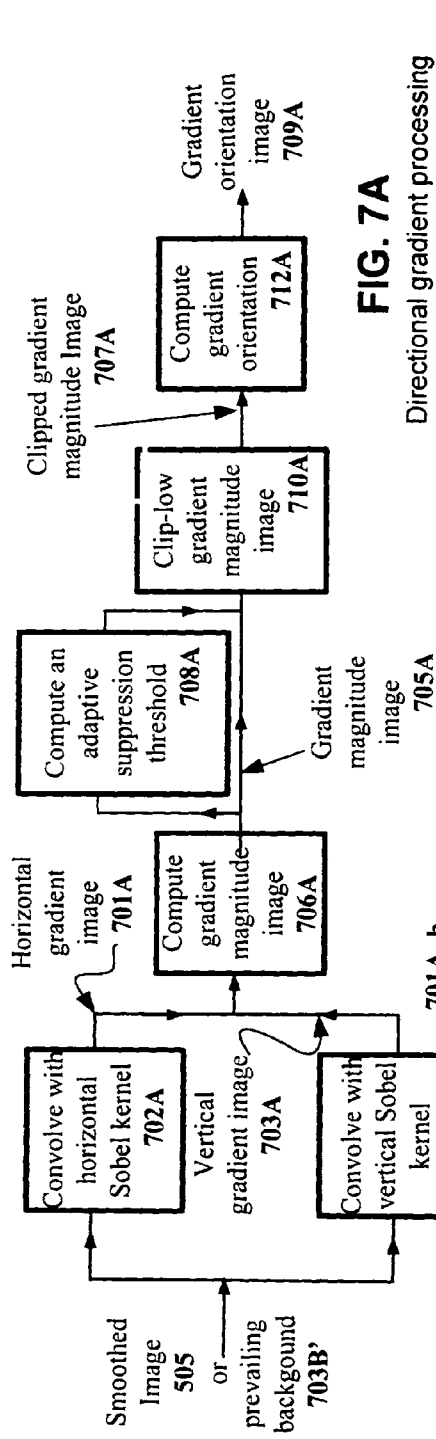 Smoothed
Image
505
or
prevailing
backgound
703B'
Convolve with
horizontal
Sobel kernel
702A
Horizontal
gradient
image
701A
Vertical
gradient image
703A
Convolve with
vertical Sobel
kernel
Compute
gradient
magnitude
image
706A
Compute an
adaptive
suppression
threshold
708A
Gradient
magnitude
image
705A
Clip-low
gradient
magnitude
image
710A
Clipped gradient
magnitude Image
707A
Compute
gradient
orientation
712A
Gradient
orientation
image
709A
FIG. 7A
Directional gradient processing